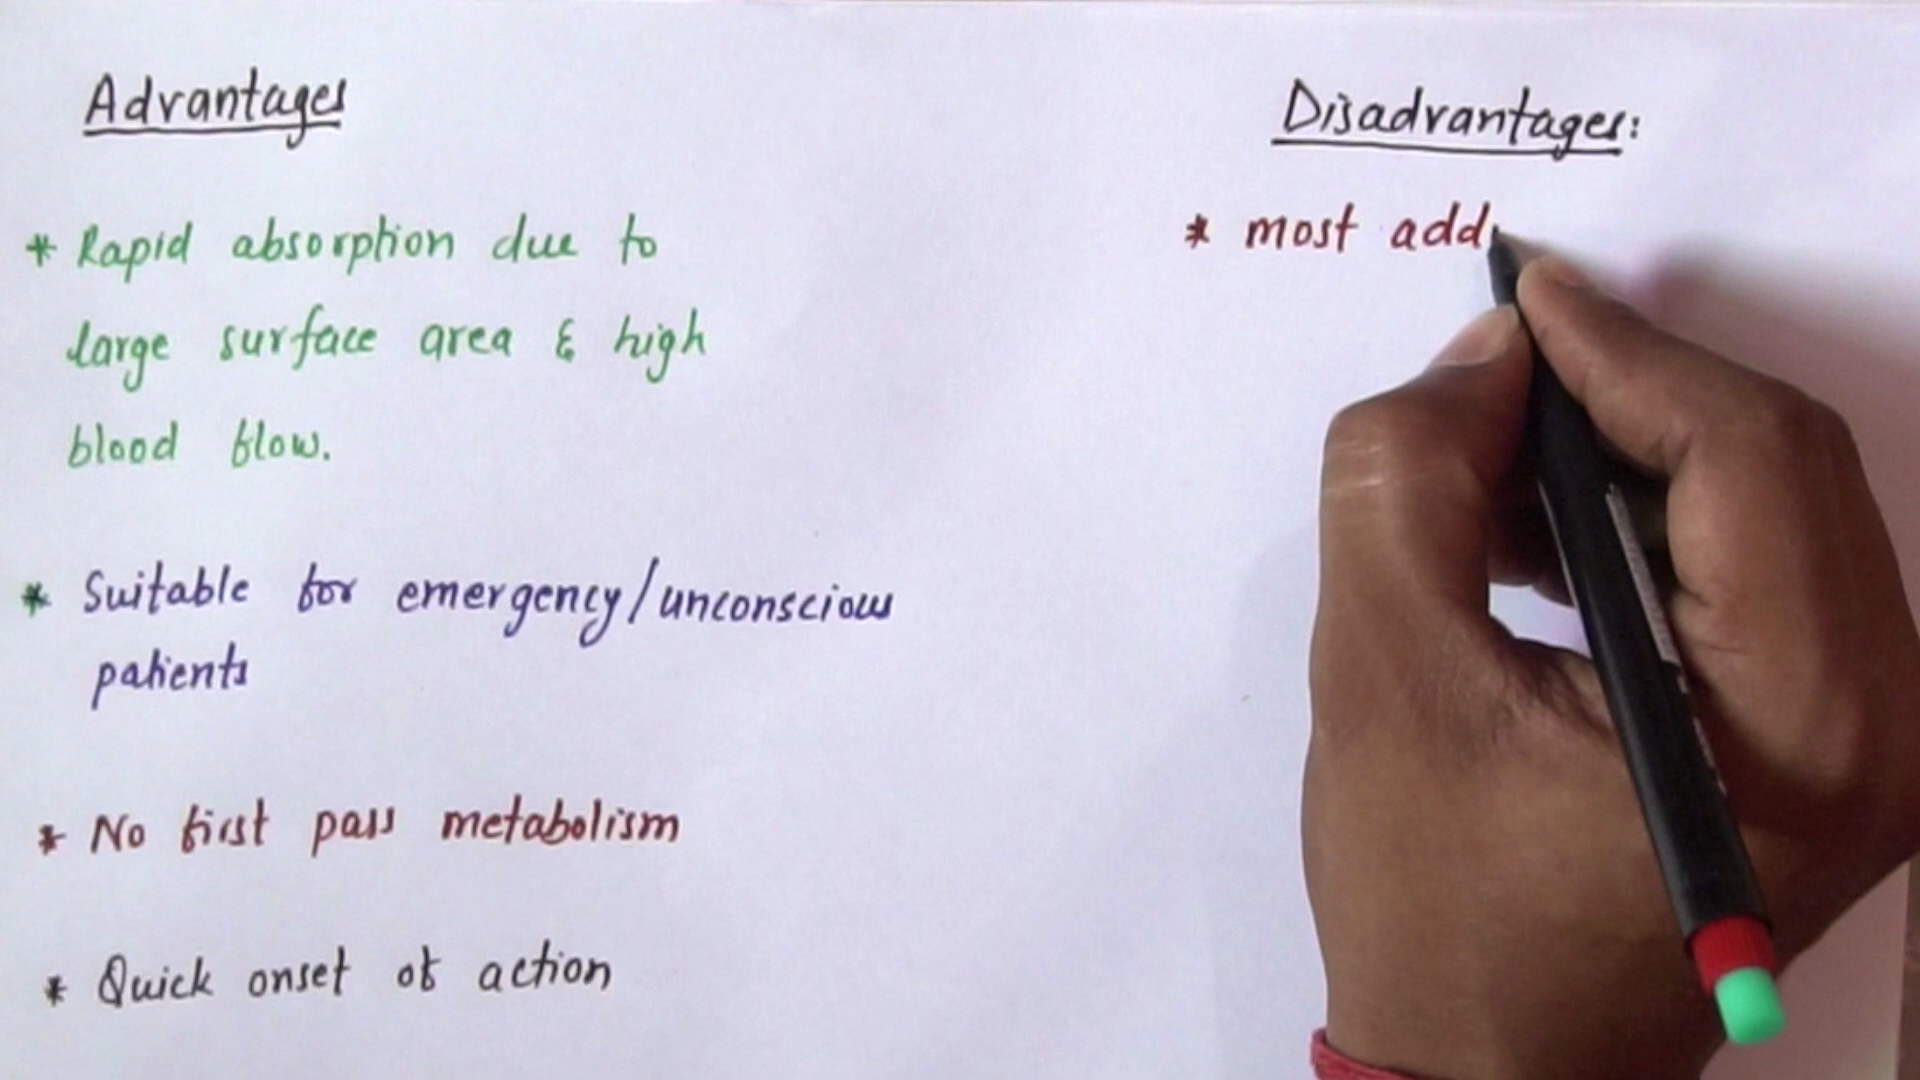 Advantages
* Rapid absorption due to
large surface area & high
blood flow.
* Suitable for emergency/unconscious
patients
* No first pass metabolism
* Quick onset of action
Disadvantages:
* most add